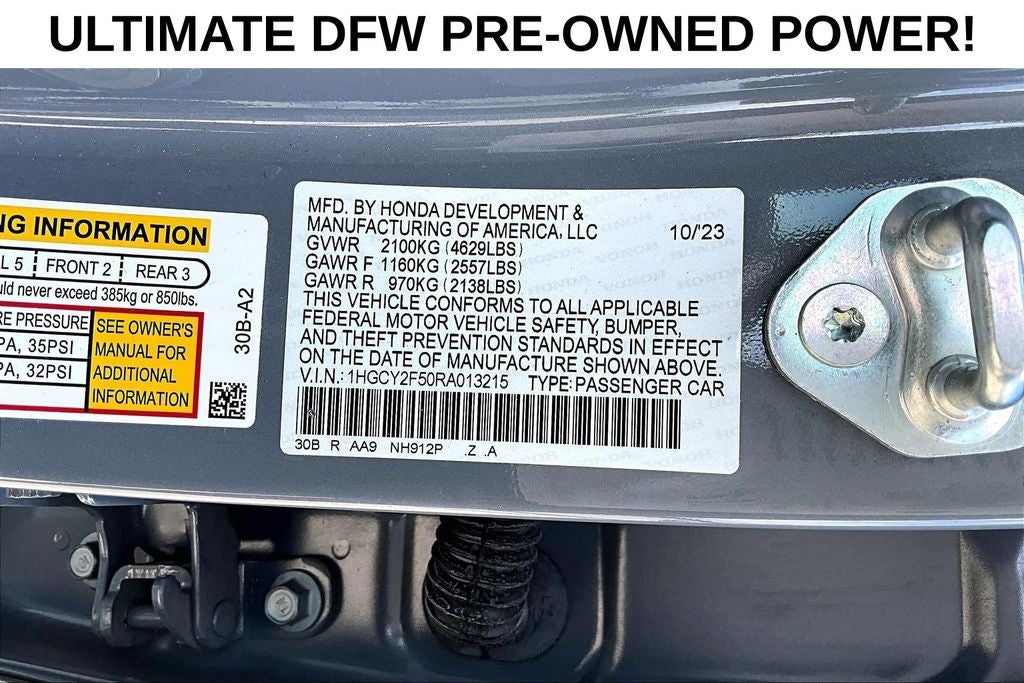 ULTIMATE DFW PRE-OWNED POWER!
NG INFORMATION
L 5 FRONT 2 REAR 3
uld never exceed 385kg or 850lbs.
RE PRESSURE
PA, 35PSI
PA, 32PSI
SEE OWNER'S
MANUAL FOR
ADDITIONAL
INFORMATION
30B-A2
MFD. BY HONDA DEVELOPMENT &
MANUFACTURING OF AMERICA, LLC 10/'23
GVWR 2100KG (4629LBS)
GAWR F 1160KG (2557LBS)
GAWR R 970KG (2138LBS)
THIS VEHICLE CONFORMS TO ALL APPLICABLE
FEDERAL MOTOR VEHICLE SAFETY, BUMPER,
AND THEFT PREVENTION STANDARDS IN EFFECT
ON THE DATE OF MANUFACTURE SHOWN ABOVE.
V.I.N.: 1HGCY2F50RA013215 TYPE: PASSENGER CAR
30B R AA9 NH912P .Z .A